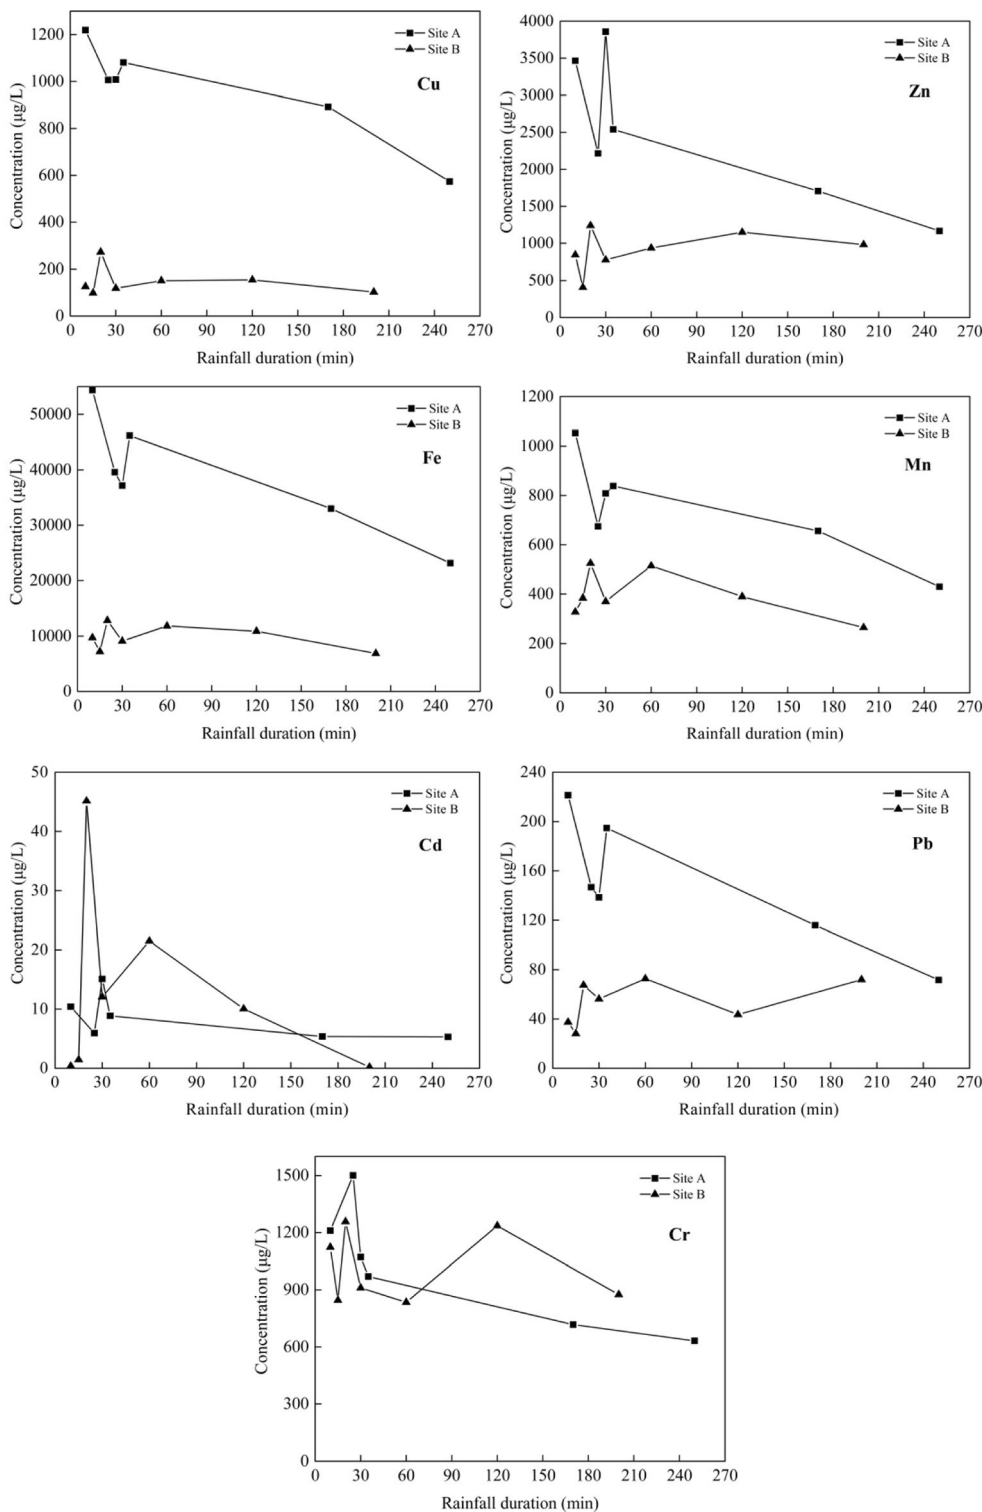 Site A
Site B
Cu
Concentration (μg/L)
1200
1000
800
600
400
200
0
0 30 60 90 120 150 180 210 240 270
Rainfall duration (min)
Site A
Site B
Zn
Concentration (μg/L)
4000
3500
3000
2500
2000
1500
1000
500
0
0 30 60 90 120 150 180 210 240 270
Rainfall duration (min)
Site A
Site B
Fe
Concentration (μg/L)
50000
40000
30000
20000
10000
0
0 30 60 90 120 150 180 210 240 270
Rainfall duration (min)
Site A
Site B
Mn
Concentration (μg/L)
1200
1000
800
600
400
200
0
0 30 60 90 120 150 180 210 240 270
Rainfall duration (min)
Site A
Site B
Cd
Concentration (μg/L)
50
40
30
20
10
0
0 30 60 90 120 150 180 210 240 270
Rainfall duration (min)
Site A
Site B
Pb
Concentration (μg/L)
240
200
160
120
80
40
0
0 30 60 90 120 150 180 210 240 270
Rainfall duration (min)
Site A
Site B
Cr
Concentration (μg/L)
1500
1200
900
600
300
0
0 30 60 90 120 150 180 210 240 270
Rainfall duration (min)